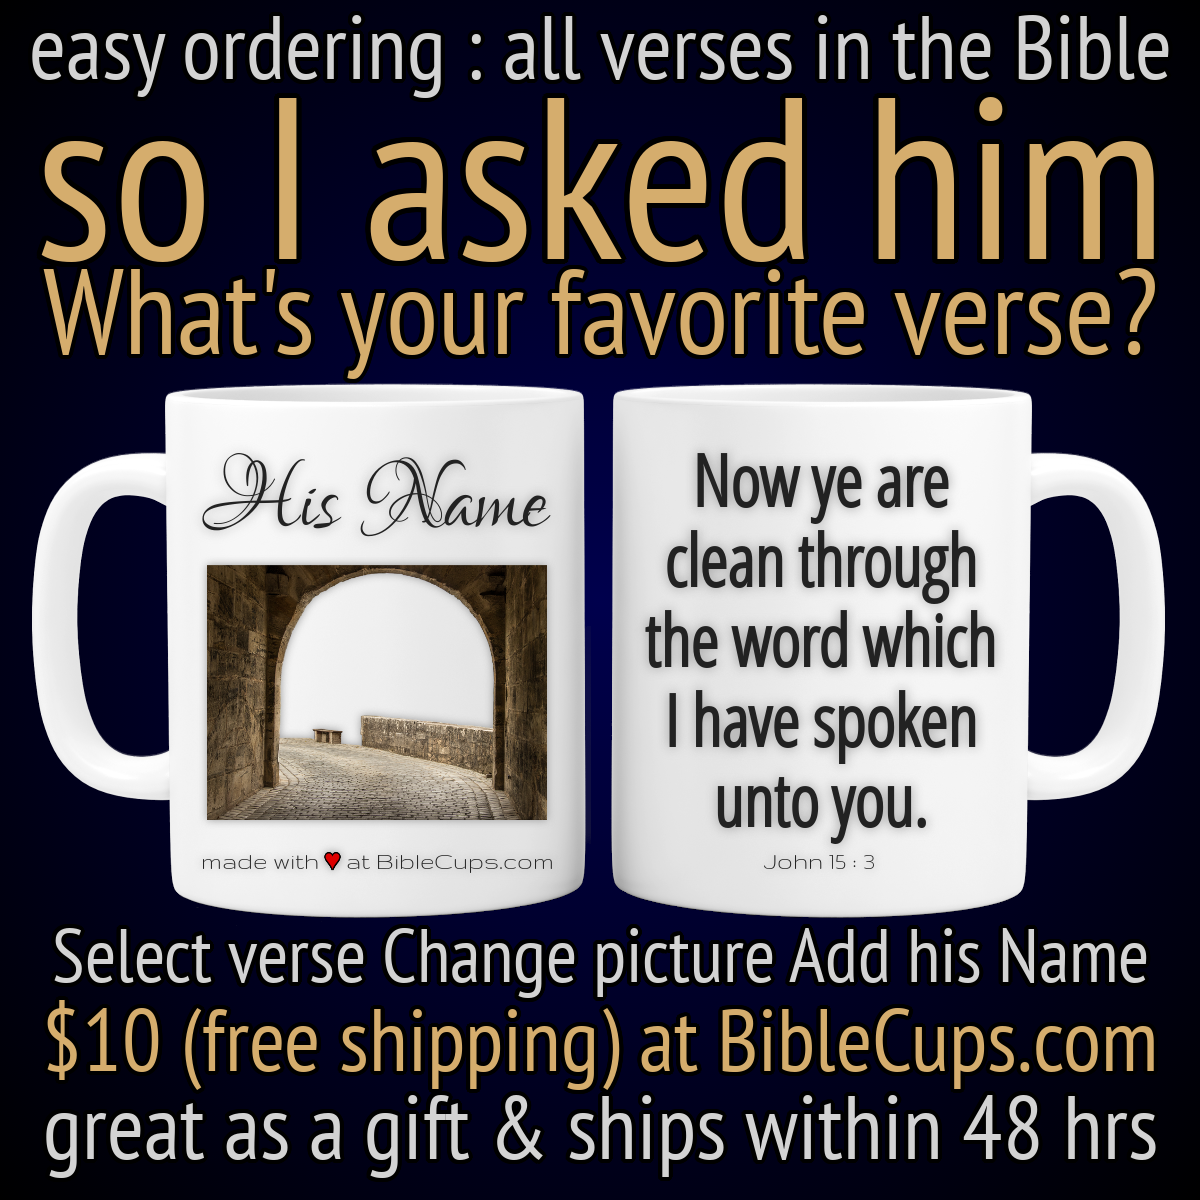 easy ordering : all verses in the Bible
so I asked him
What's your favorite verse?
His Name
made with ♥ at BibleCups.com
Now ye are
clean through
the word which
I have spoken
unto you.
John 15 : 3
Select verse Change picture Add his Name
$10 (free shipping) at BibleCups.com
great as a gift & ships within 48 hrs